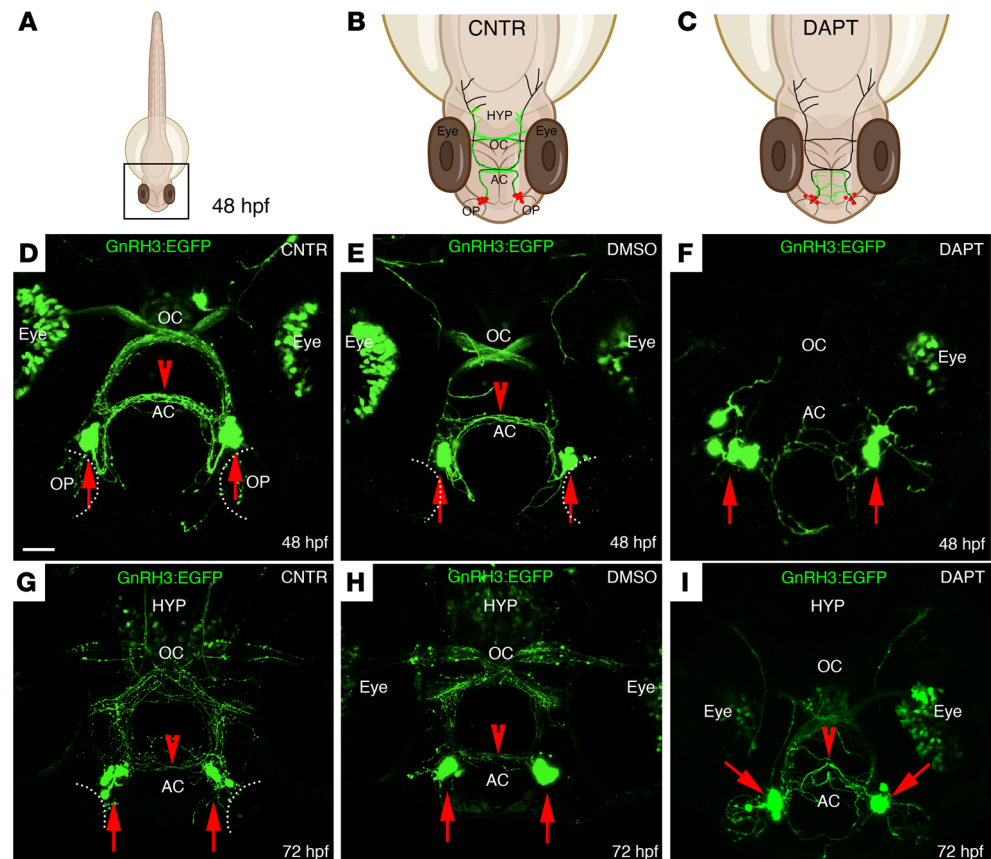 A
48 hpf
B
CNTR
HYP
Eye
Eye
OC
AC
OP
OP
C
DAPT
D
GnRH3:EGFP
CNTR
OC
Eye
Eye
AC
OP
OP
48 hpf
E
GnRH3:EGFP
DMSO
OC
Eye
AC
48 hpf
F
GnRH3:EGFP
DAPT
OC
Eye
AC
48 hpf
G
GnRH3:EGFP
CNTR
HYP
OC
AC
72 hpf
H
GnRH3:EGFP
DMSO
HYP
OC
Eye
Eye
AC
72 hpf
I
GnRH3:EGFP
DAPT
HYP
OC
Eye
Eye
AC
72 hpf